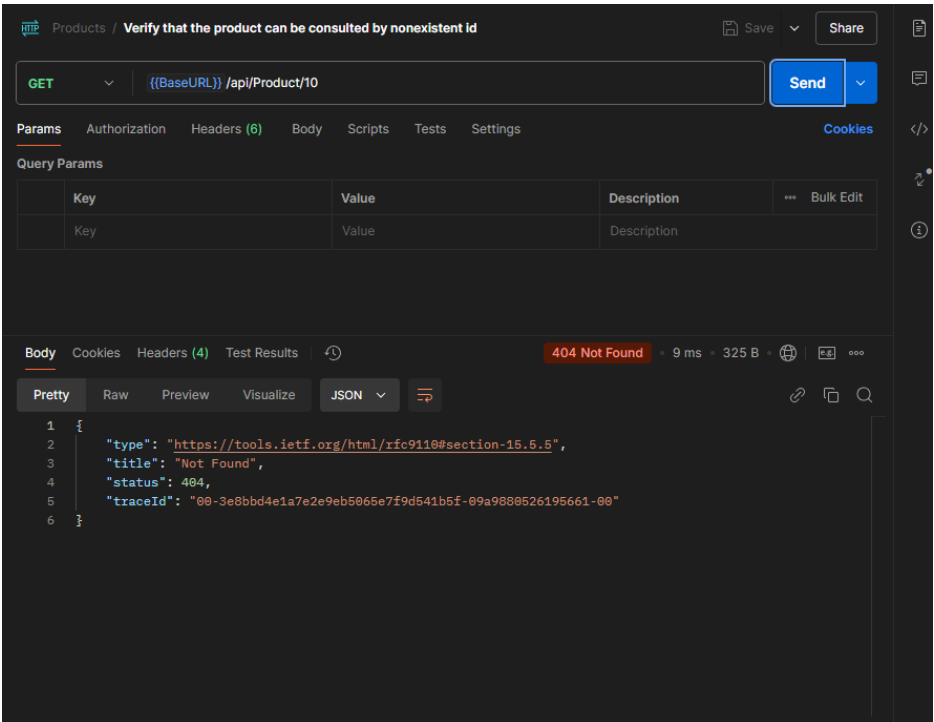 HTTP Products / Verify that the product can be consulted by nonexistent id Save Share
GET {{BaseURL}} /api/Product/10 Send
Params Authorization Headers (6) Body Scripts Tests Settings Cookies
Query Params
Key Value Description Bulk Edit
Key Value Description
Body Cookies Headers (4) Test Results 404 Not Found 9 ms 325 B e.g.
Pretty Raw Preview Visualize JSON
1 {
2 "type": "https://tools.ietf.org/html/rfc9110#section-15.5.5",
3 "title": "Not Found",
4 "status": 404,
5 "traceId": "00-3e8bbd4e1a7e2e9eb5065e7f9d541b5f-09a9880526195661-00"
6 }